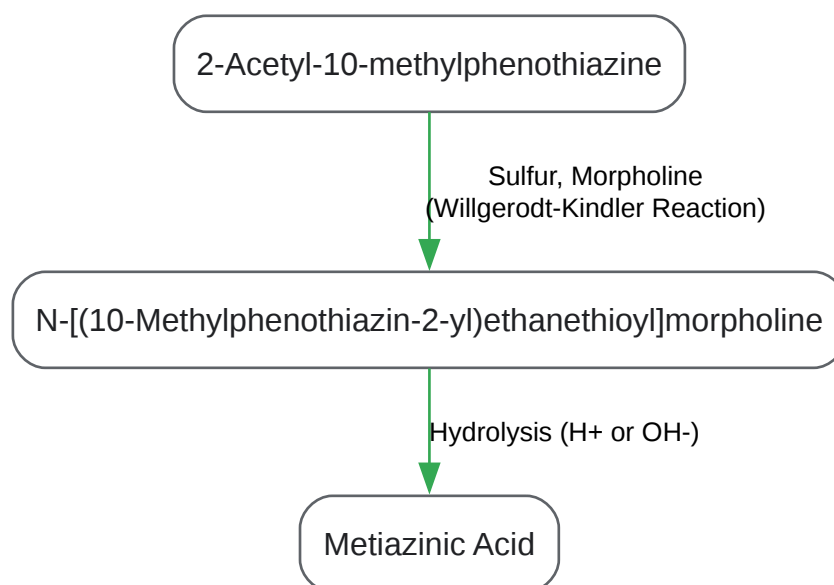 2-Acetyl-10-methylphenothiazine
Sulfur, Morpholine
(Willgerodt-Kindler Reaction)
N-[(10-Methylphenothiazin-2-yl)ethanethioyl]morpholine
Hydrolysis (H+ or OH-)
Metiazinic Acid